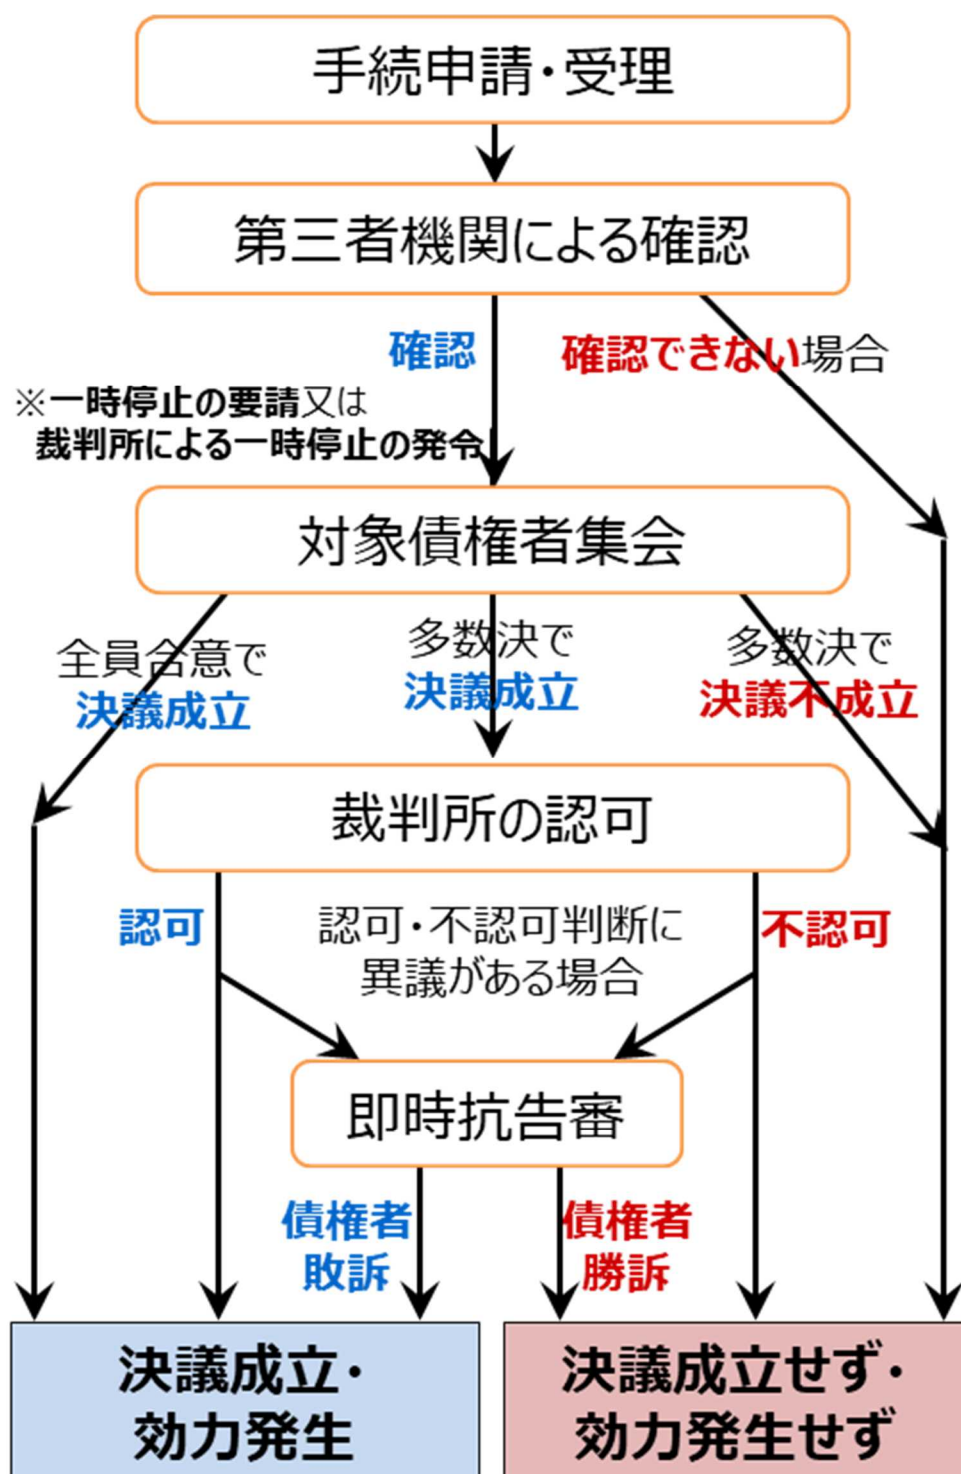 手続申請・受理
第三者機関による確認
確認
確認できない場合
※一時停止の要請又は
裁判所による一時停止の発令
対象債権者集会
全員合意で
決議成立
多数決で
決議成立
多数決で
決議不成立
裁判所の認可
認可
認可・不認可判断に
異議がある場合
不認可
即時抗告審
債権者
敗訴
債権者
勝訴
決議成立・
効力発生
決議成立せず・
効力発生せず